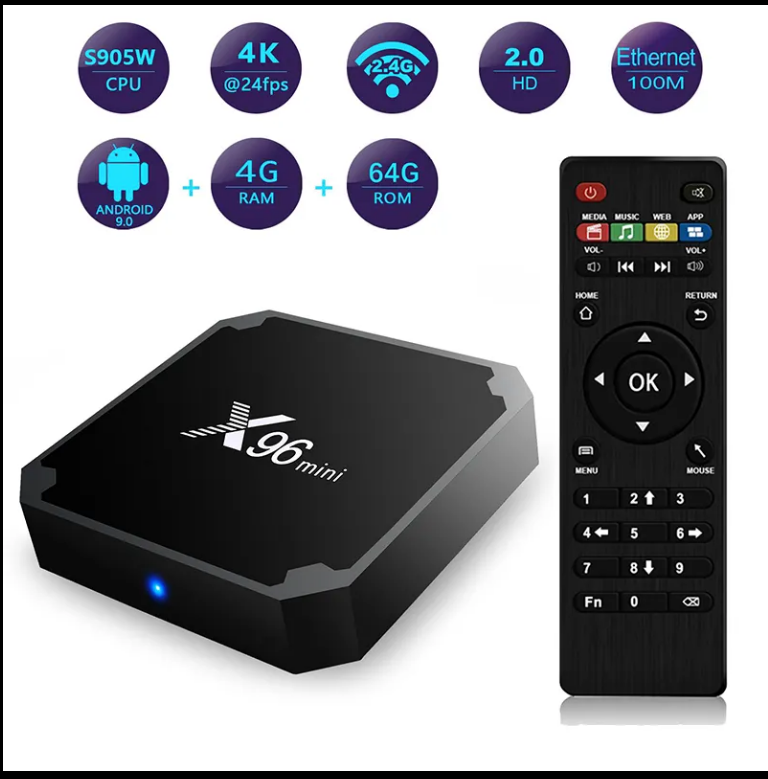 S905W
CPU
4K
@24fps
2.4G
2.0
HD
Ethernet
100M
ANDROID
9.0
+
4G
RAM
+
64G
ROM
X96mini
MEDIA MUSIC WEB APP
VOL- VOL+
HOME RETURN
OK
MENU MOUSE
1 2 3
4 5 6
7 8 9
Fn 0